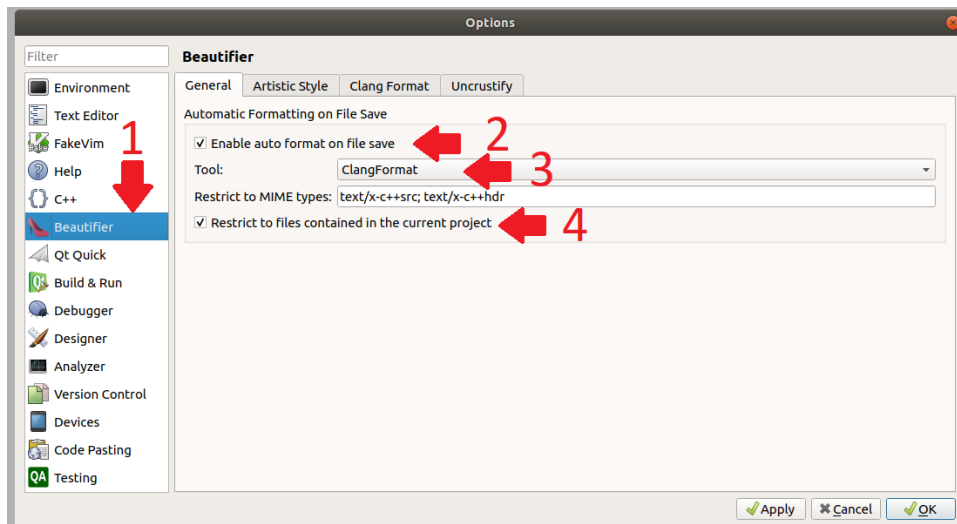 Options
Filter
Environment
Text Editor
FakeVim
Help
C++
Beautifier
Qt Quick
Build & Run
Debugger
Designer
Analyzer
Version Control
Devices
Code Pasting
QA Testing
1
Beautifier
General Artistic Style Clang Format Uncrustify
Automatic Formatting on File Save
Enable auto format on file save 2
Tool: ClangFormat 3
Restrict to MIME types: text/x-c++src; text/x-c++hdr
Restrict to files contained in the current project 4
Apply Cancel OK